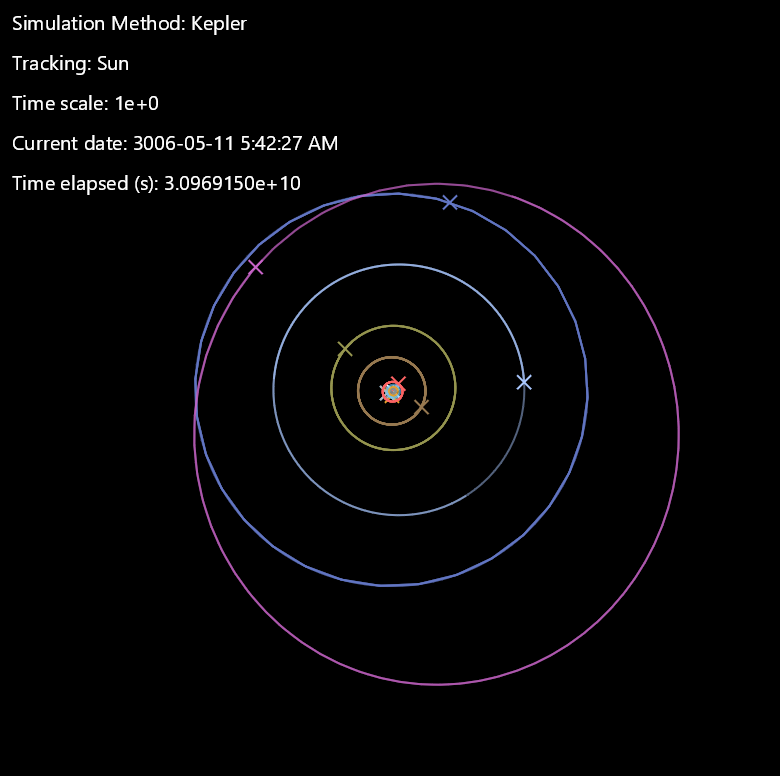 Simulation Method: Kepler
Tracking: Sun
Time scale: 1e+0
Current date: 3006-05-11 5:42:27 AM
Time elapsed (s): 3.0969150e+10